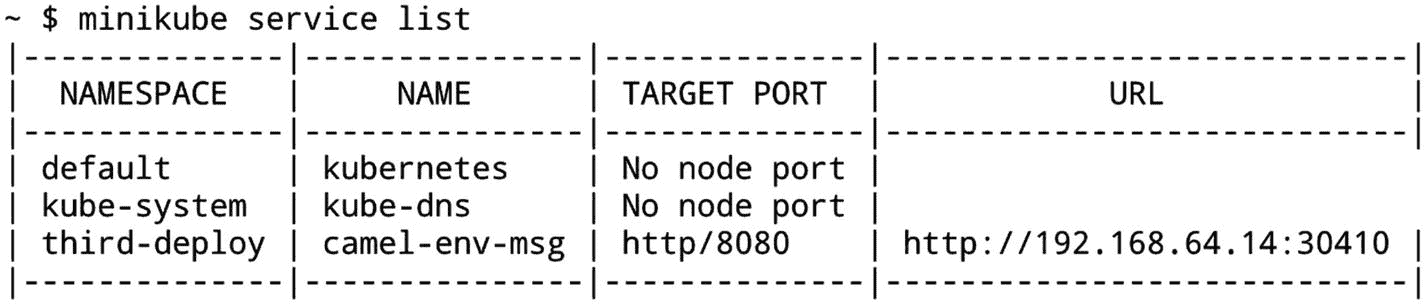 ~ $ minikube service list
|--------------|---------------|--------------|----------------------------|
| NAMESPACE | NAME | TARGET PORT | URL |
|--------------|---------------|--------------|----------------------------|
| default | kubernetes | No node port |
| kube-system | kube-dns | No node port |
| third-deploy | camel-env-msg | http/8080 | http://192.168.64.14:30410 |
|--------------|---------------|--------------|----------------------------|